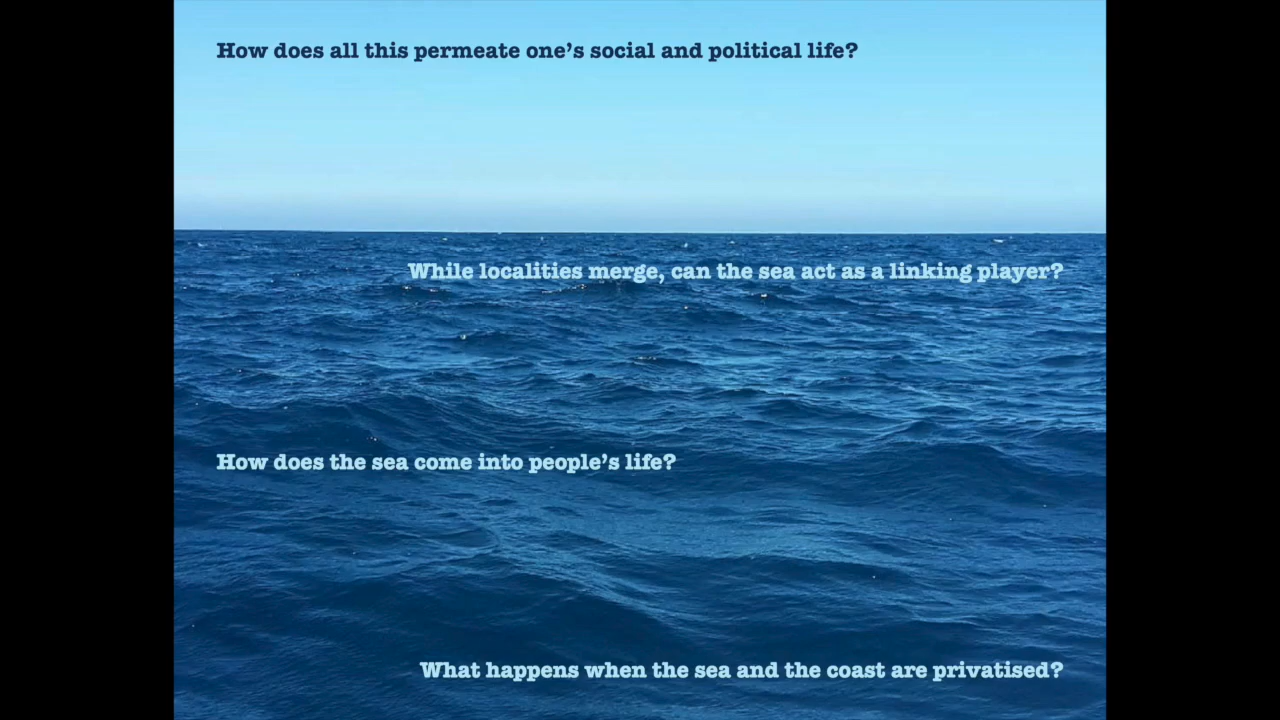 How does all this permeate one’s social and political life?
While localities merge, can the sea act as a linking player?
How does the sea come into people’s life?
What happens when the sea and the coast are privatised?